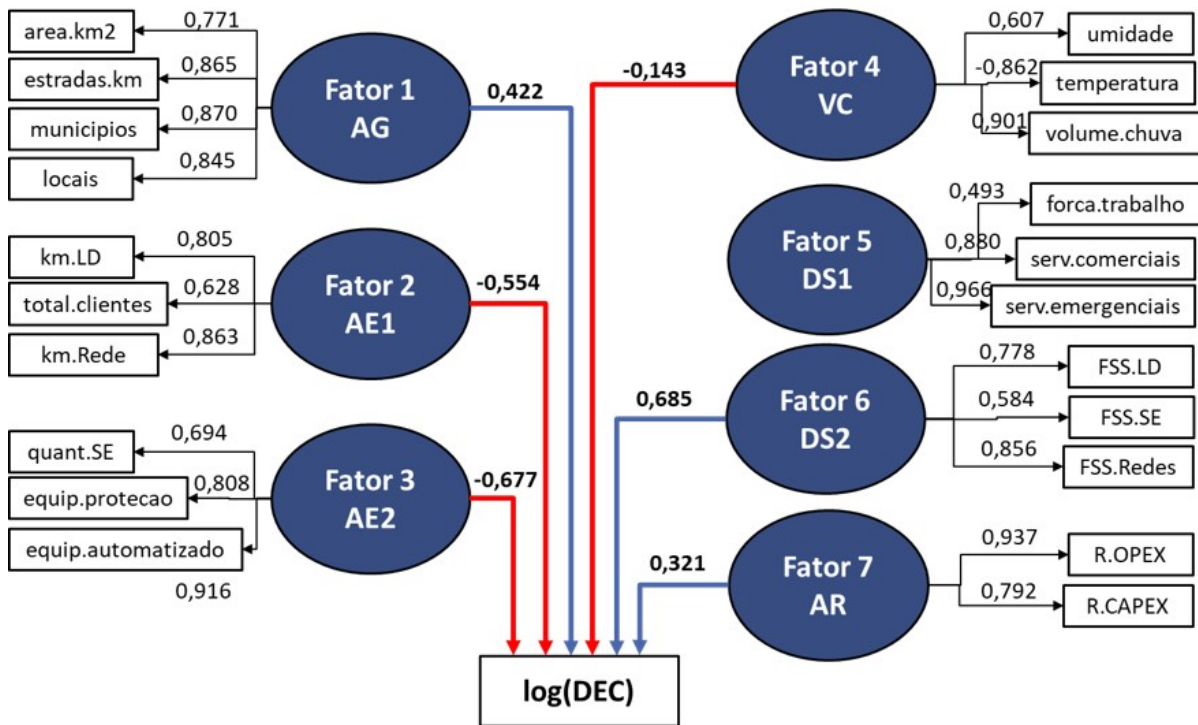 area.km2
0,771
estradas.km
0,865
municipios
0,870
locais
0,845
Fator 1
AG
0,422
km.LD
0,805
total.clientes
0,628
km.Rede
0,863
Fator 2
AE1
-0,554
quant.SE
0,694
equip.protecao
0,808
equip.automatizado
0,916
Fator 3
AE2
-0,677
-0,143
Fator 4
VC
0,607
umidade
-0,862
temperatura
0,901
volume.chuva
Fator 5
DS1
0,493
forca.trabalho
0,880
serv.comerciais
0,966
serv.emergenciais
0,685
Fator 6
DS2
0,778
FSS.LD
0,584
FSS.SE
0,856
FSS.Redes
0,321
Fator 7
AR
0,937
R.OPEX
0,792
R.CAPEX
log(DEC)